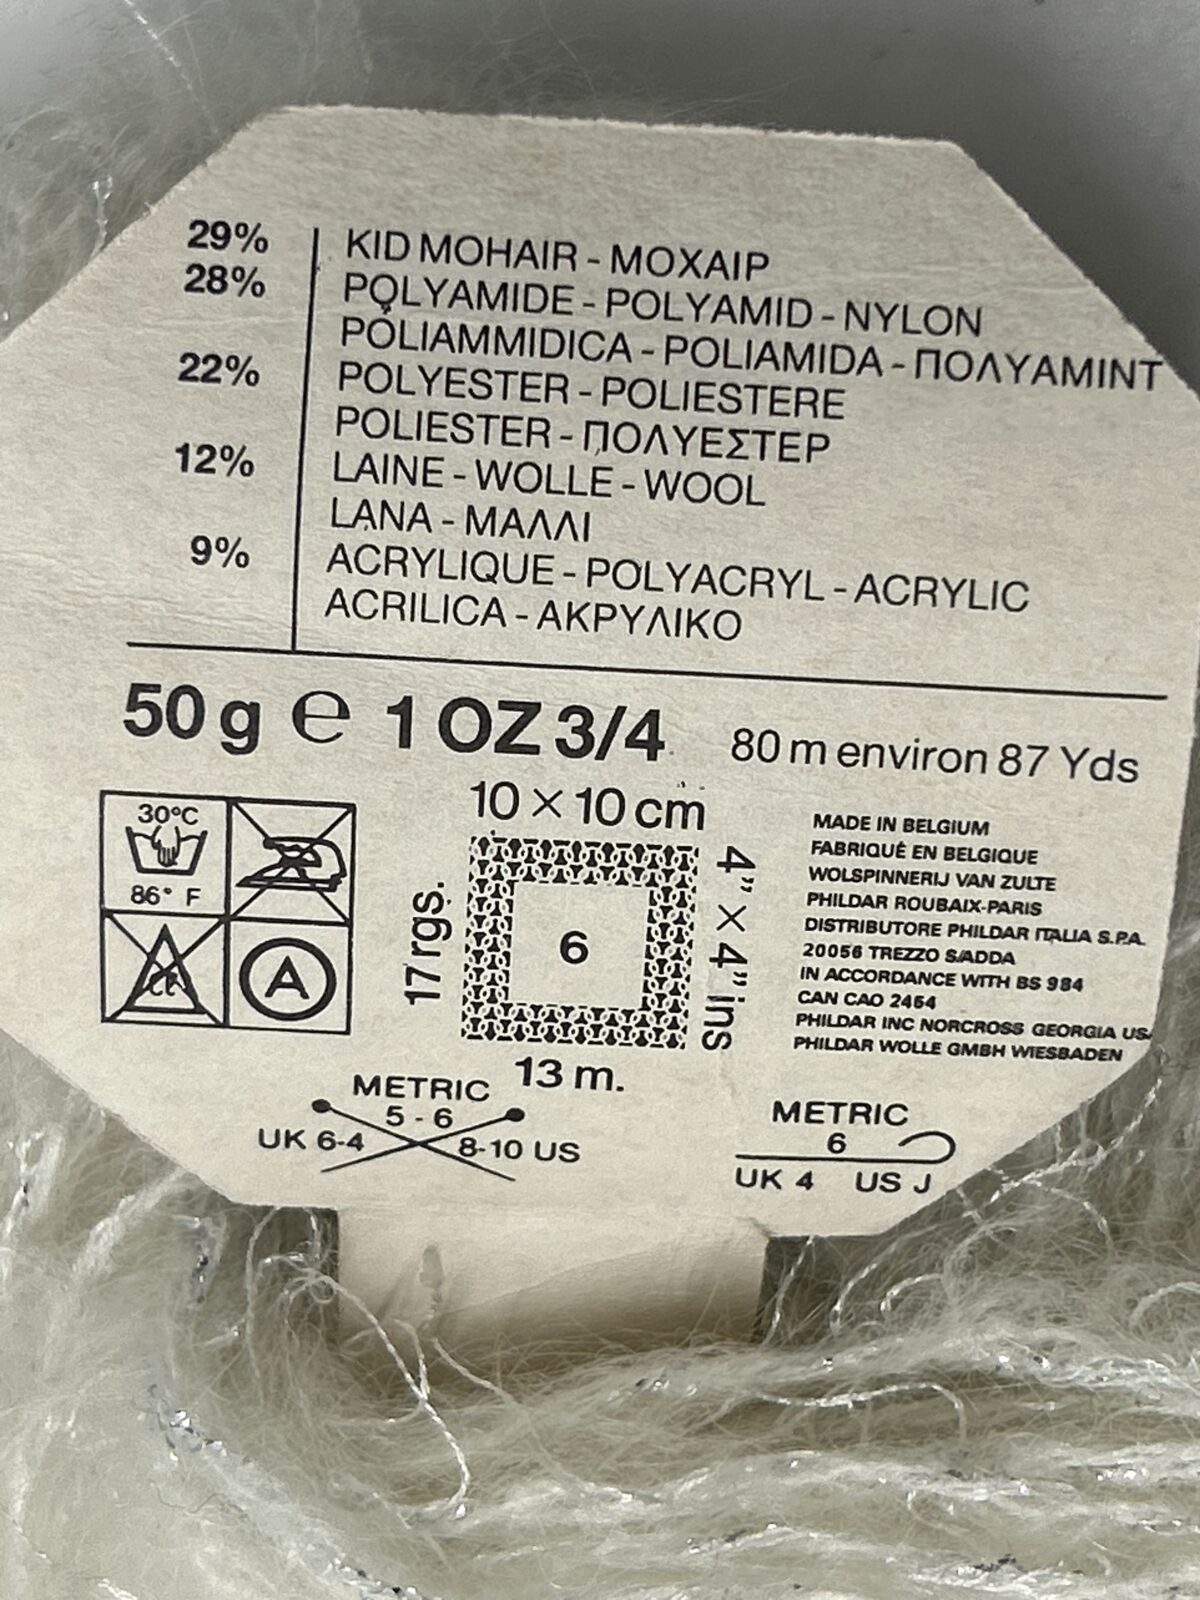 29% KID MOHAIR - ΜΟΧΑΙΡ
28% POLYAMIDE - POLYAMID - NYLON
POLIAMMIDICA - POLIAMIDA - ΠΟΛΥΑΜΙΝΤ
22% POLYESTER - POLIESTERE
POLIESTER - ΠΟΛΥΕΣΤΕΡ
12% LAINE - WOLLE - WOOL
LANA - ΜΑΛΛΙ
9% ACRYLIQUE - POLYACRYL - ACRYLIC
ACRILICA - ΑΚΡΥΛΙΚΟ
50 g ℮ 1 OZ 3/4 80 m environ 87 Yds
30°C
86° F
CL
A
10 × 10 cm
17 rgs.
6
4" × 4" ins
13 m.
MADE IN BELGIUM
FABRIQUÉ EN BELGIQUE
WOLSPINNERIJ VAN ZULTE
PHILDAR ROUBAIX-PARIS
DISTRIBUTORE PHILDAR ITALIA S.P.A.
20056 TREZZO S/ADDA
IN ACCORDANCE WITH BS 984
CAN CAO 2464
PHILDAR INC NORCROSS GEORGIA USA
PHILDAR WOLLE GMBH WIESBADEN
METRIC
5 - 6
UK 6-4 8-10 US
METRIC
6
UK 4 US J